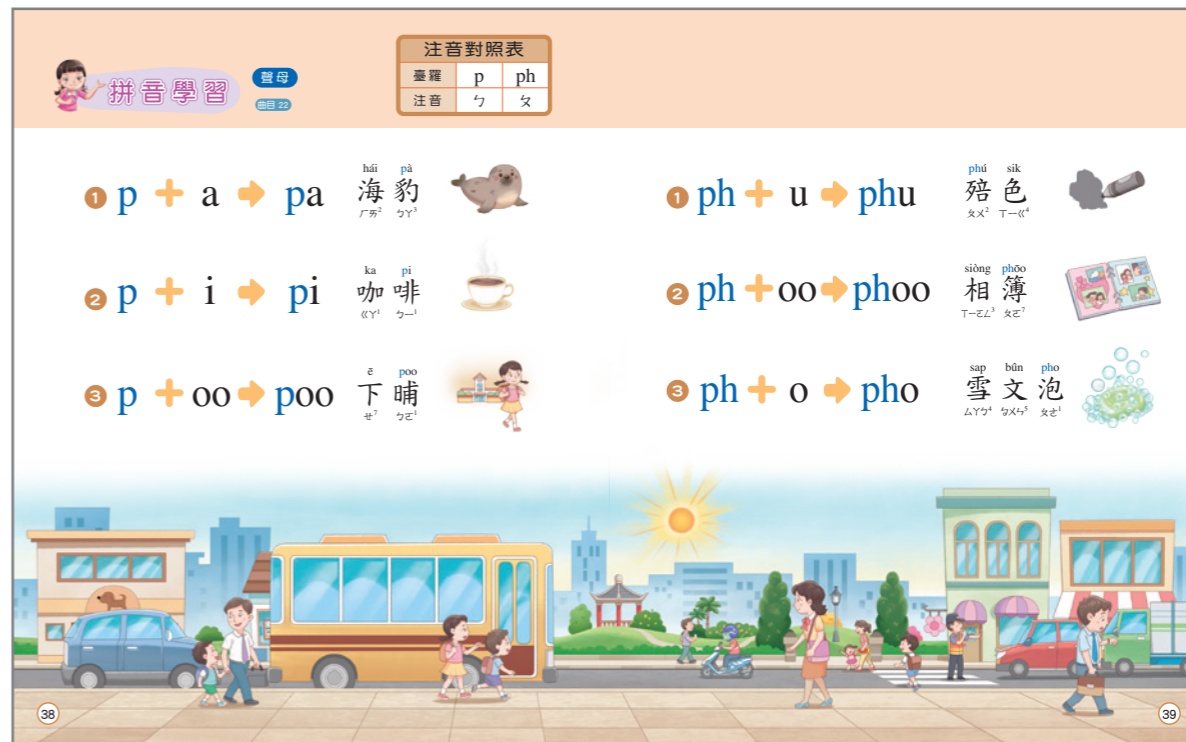 拼音學習
聲母
曲目 22
注音對照表
臺羅 p ph
注音 ㄅ ㄆ
1 p + a pa
hái pà
海豹
ㄏㄞ² ㄅㄚ³
2 p + i pi
ka pi
咖啡
ㄍㄚ¹ ㄅㄧ¹
3 p + oo poo
ē poo
下晡
ㆤ⁷ ㄅㆦ¹
1 ph + u phu
phú sik
殕色
ㄆㄨ² ㄒㄧㄍ⁴
2 ph + oo phoo
siòng phōo
相簿
ㄒㄧㆲ³ ㄆㆦ⁷
3 ph + o pho
sap bûn pho
雪文泡
ㄙㄚㄅ⁴ ㆠㄨㄣ⁵ ㄆㄜ¹
38
39